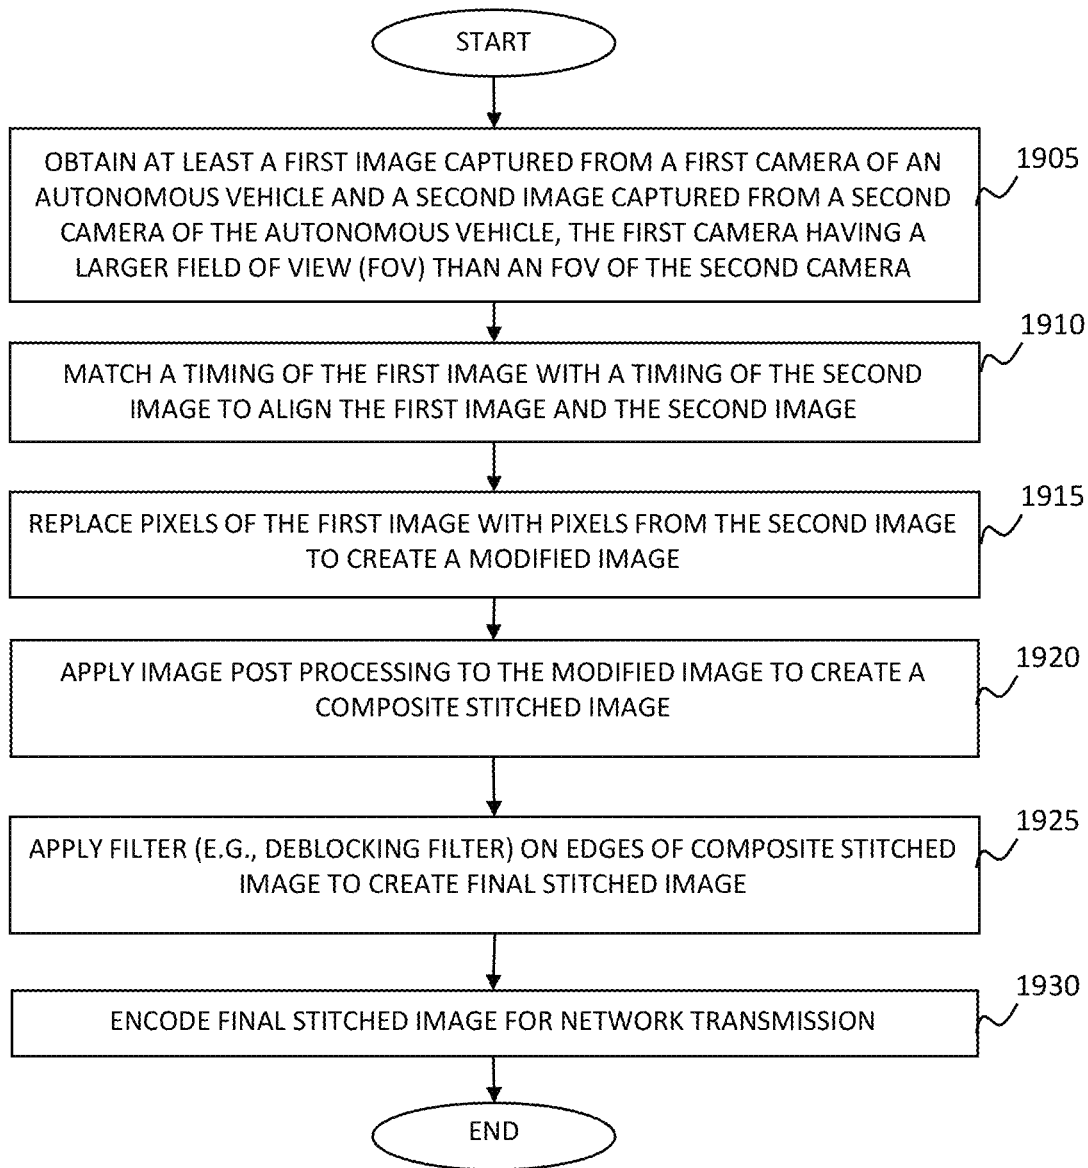 START
OBTAIN AT LEAST A FIRST IMAGE CAPTURED FROM A FIRST CAMERA OF AN
AUTONOMOUS VEHICLE AND A SECOND IMAGE CAPTURED FROM A SECOND
CAMERA OF THE AUTONOMOUS VEHICLE, THE FIRST CAMERA HAVING A
LARGER FIELD OF VIEW (FOV) THAN AN FOV OF THE SECOND CAMERA
1905
MATCH A TIMING OF THE FIRST IMAGE WITH A TIMING OF THE SECOND
IMAGE TO ALIGN THE FIRST IMAGE AND THE SECOND IMAGE
1910
REPLACE PIXELS OF THE FIRST IMAGE WITH PIXELS FROM THE SECOND IMAGE
TO CREATE A MODIFIED IMAGE
1915
APPLY IMAGE POST PROCESSING TO THE MODIFIED IMAGE TO CREATE A
COMPOSITE STITCHED IMAGE
1920
APPLY FILTER (E.G., DEBLOCKING FILTER) ON EDGES OF COMPOSITE STITCHED
IMAGE TO CREATE FINAL STITCHED IMAGE
1925
ENCODE FINAL STITCHED IMAGE FOR NETWORK TRANSMISSION
1930
END